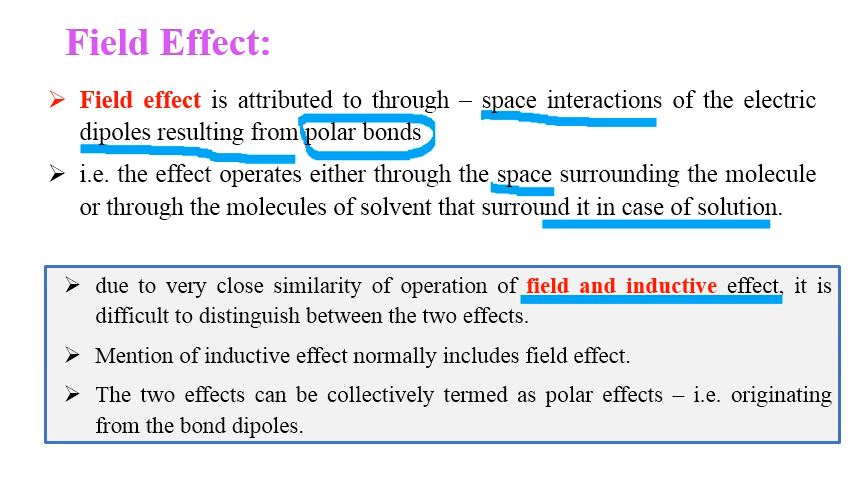 Field Effect:
➢ Field effect is attributed to through – space interactions of the electric
dipoles resulting from polar bonds
➢ i.e. the effect operates either through the space surrounding the molecule
or through the molecules of solvent that surround it in case of solution.
➢ due to very close similarity of operation of field and inductive effect, it is
difficult to distinguish between the two effects.
➢ Mention of inductive effect normally includes field effect.
➢ The two effects can be collectively termed as polar effects – i.e. originating
from the bond dipoles.